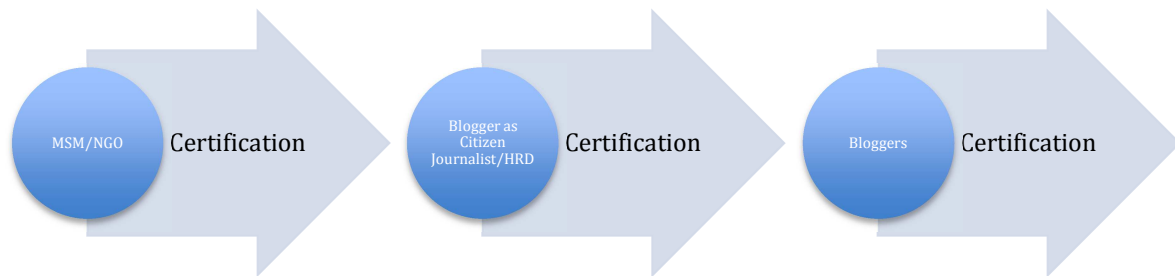 MSM/NGO
Certification
Blogger as
Citizen
Journalist/HRD
Certification
Bloggers
Certification